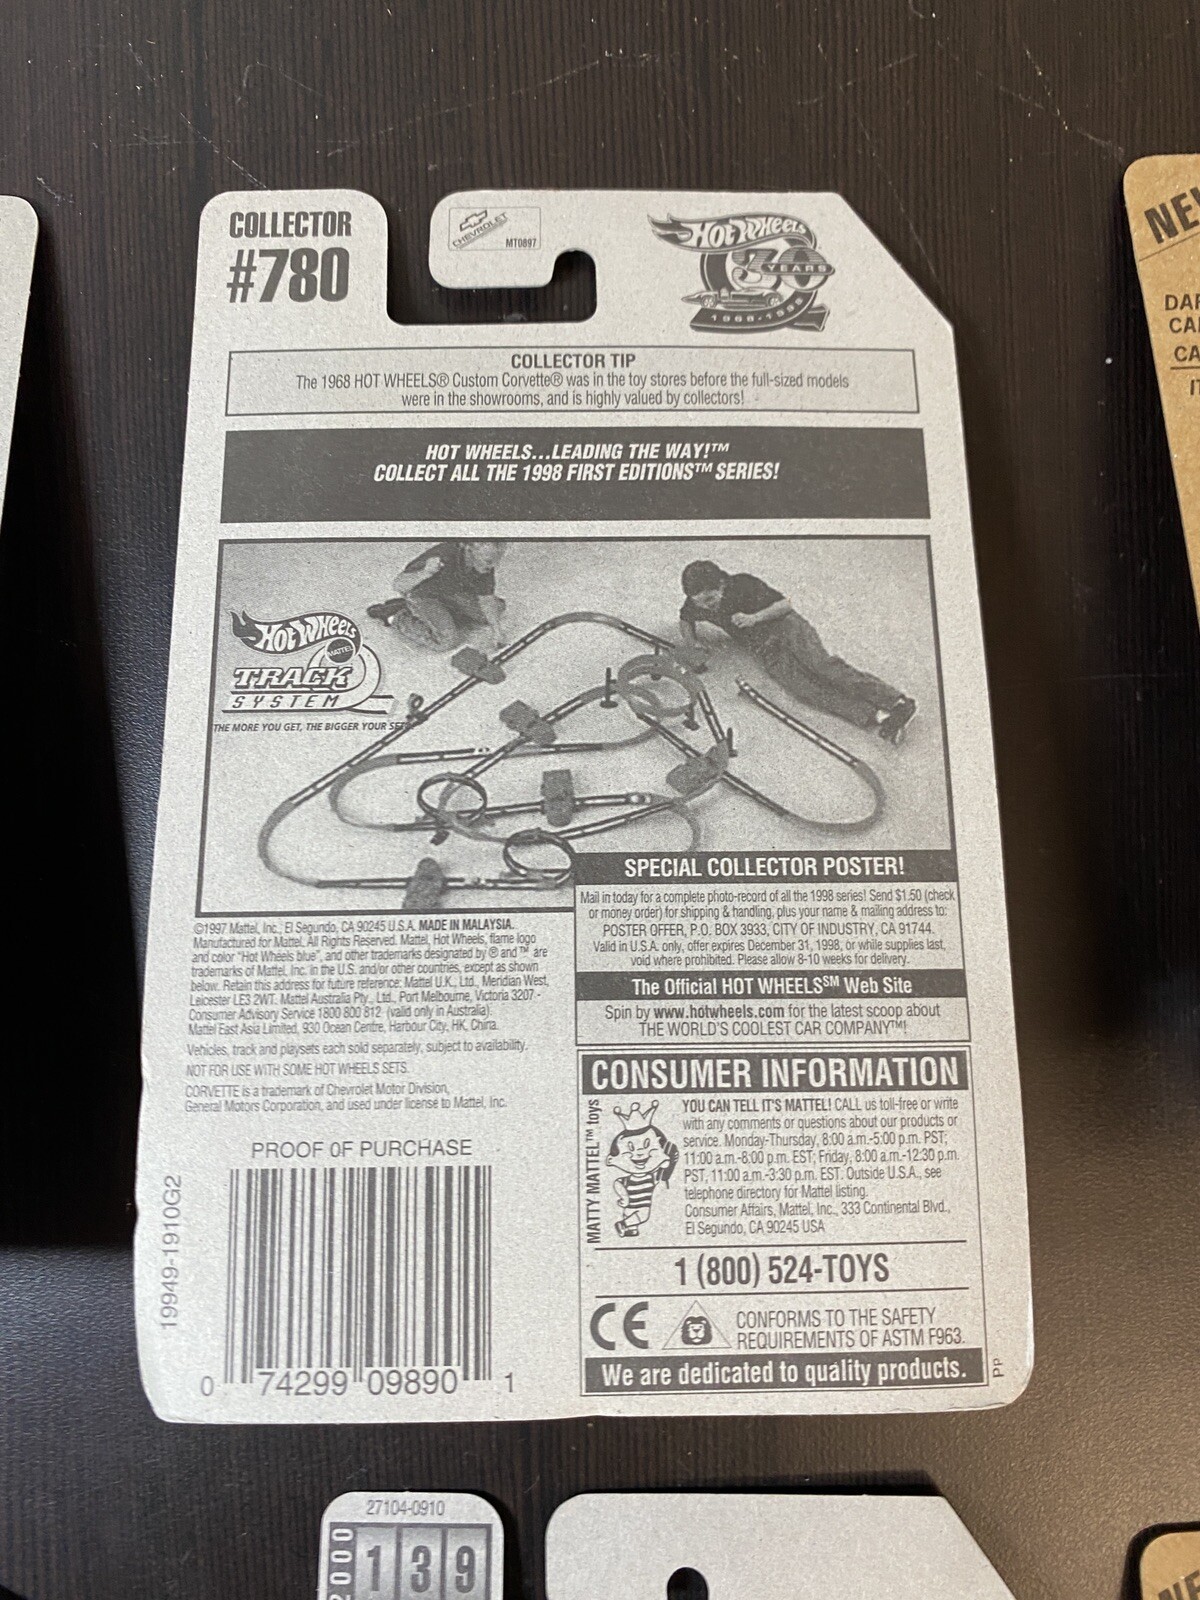 COLLECTOR
#780
CHEVROLET
MT0897
HOT WHEELS
30
YEARS
1968-1998
COLLECTOR TIP
The 1968 HOT WHEELS® Custom Corvette® was in the toy stores before the full-sized models
were in the showrooms, and is highly valued by collectors!
HOT WHEELS...LEADING THE WAY!™
COLLECT ALL THE 1998 FIRST EDITIONS™ SERIES!
HOT WHEELS
MATTEL
TRACK
SYSTEM
THE MORE YOU GET, THE BIGGER YOUR SET
SPECIAL COLLECTOR POSTER!
Mail in today for a complete photo-record of all the 1998 series! Send $1.50 (check
or money order) for shipping & handling, plus your name & mailing address to:
POSTER OFFER, P.O. BOX 3933, CITY OF INDUSTRY, CA 91744.
Valid in U.S.A. only, offer expires December 31, 1998, or while supplies last,
void where prohibited. Please allow 8-10 weeks for delivery.
The Official HOT WHEELS℠ Web Site
Spin by www.hotwheels.com for the latest scoop about
THE WORLD'S COOLEST CAR COMPANY™!
©1997 Mattel, Inc., El Segundo, CA 90245 U.S.A. MADE IN MALAYSIA.
Manufactured for Mattel. All Rights Reserved. Mattel, Hot Wheels, flame logo
and color "Hot Wheels blue", and other trademarks designated by ® and ™ are
trademarks of Mattel, Inc. in the U.S. and/or other countries, except as shown
below. Retain this address for future reference: Mattel U.K., Ltd., Meridian West,
Leicester LE3 2WT. Mattel Australia Pty., Ltd., Port Melbourne, Victoria 3207 -
Consumer Advisory Service 1800 800 812 (valid only in Australia).
Mattel East Asia Limited, 930 Ocean Centre, Harbour City, HK, China.
Vehicles, track and playsets each sold separately, subject to availability.
NOT FOR USE WITH SOME HOT WHEELS SETS.
CORVETTE is a trademark of Chevrolet Motor Division,
General Motors Corporation, and used under license to Mattel, Inc.
PROOF OF PURCHASE
19949-1910G2
0 74299 09890 1
CONSUMER INFORMATION
MATTY MATTEL™ toys
YOU CAN TELL IT'S MATTEL! CALL us toll-free or write
with any comments or questions about our products or
service. Monday-Thursday, 8:00 a.m.-5:00 p.m. PST;
11:00 a.m.-8:00 p.m. EST; Friday, 8:00 a.m.-12:30 p.m.
PST, 11:00 a.m.-3:30 p.m. EST. Outside U.S.A., see
telephone directory for Mattel listing.
Consumer Affairs, Mattel, Inc., 333 Continental Blvd.,
El Segundo, CA 90245 USA
1 (800) 524-TOYS
CE
CONFORMS TO THE SAFETY
REQUIREMENTS OF ASTM F963.
We are dedicated to quality products.
PP
27104-0910
2000
139